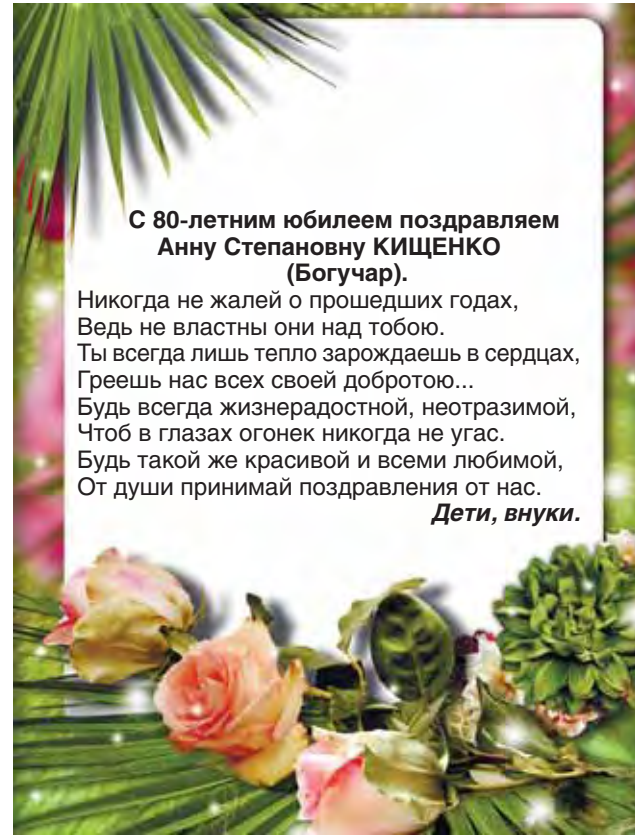 С 80-летним юбилеем поздравляем
Анну Степановну КИЩЕНКО
(Богучар).
Никогда не жалей о прошедших годах,
Ведь не властны они над тобою.
Ты всегда лишь тепло зарождаешь в сердцах,
Греешь нас всех своей добротою...
Будь всегда жизнерадостной, неотразимой,
Чтоб в глазах огонек никогда не угас.
Будь такой же красивой и всеми любимой,
От души принимай поздравления от нас.
Дети, внуки.